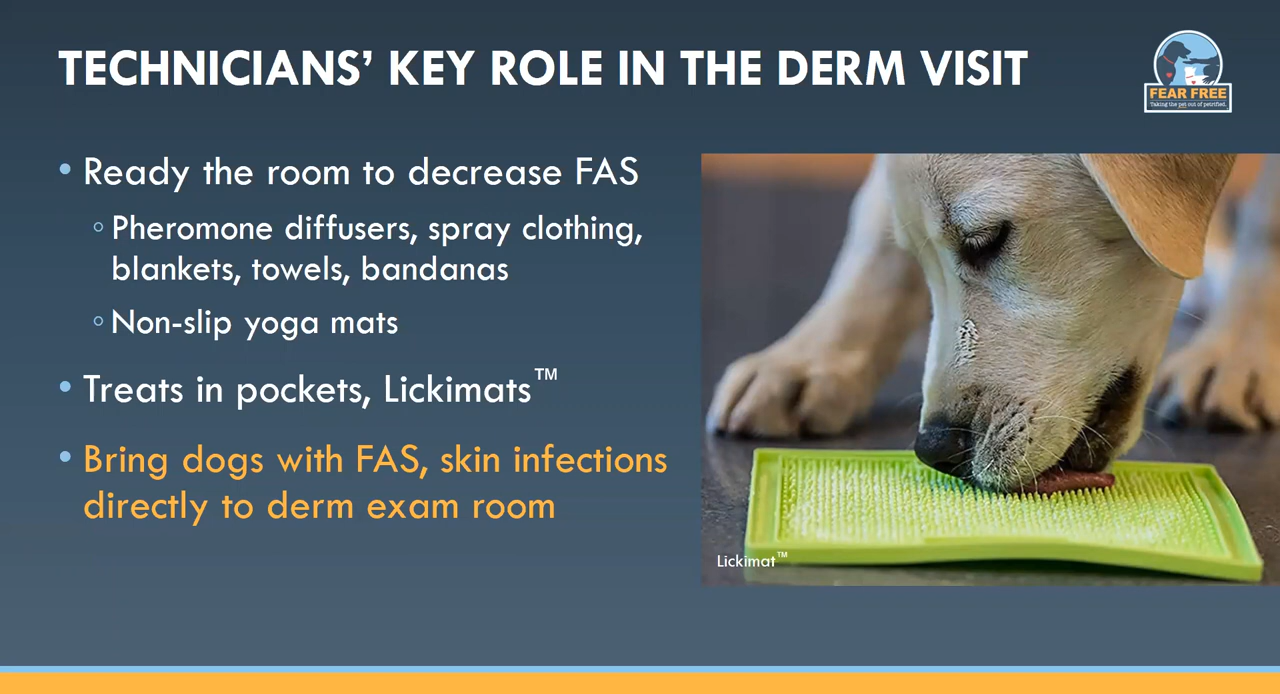 TECHNICIANS’ KEY ROLE IN THE DERM VISIT
FEAR FREE
Taking the pet out of petrified.
• Ready the room to decrease FAS
◦ Pheromone diffusers, spray clothing,
blankets, towels, bandanas
◦ Non-slip yoga mats
• Treats in pockets, Lickimats™
• Bring dogs with FAS, skin infections
directly to derm exam room
Lickimat™